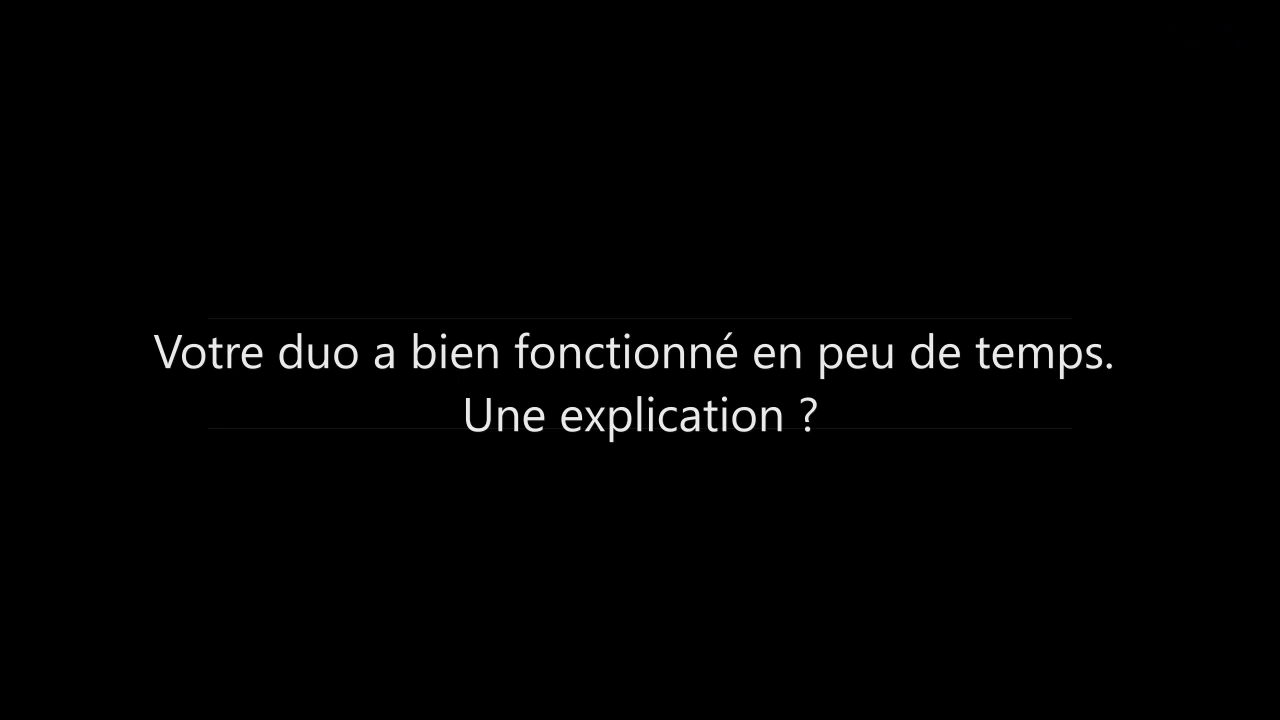 Votre duo a bien fonctionné en peu de temps.
Une explication ?